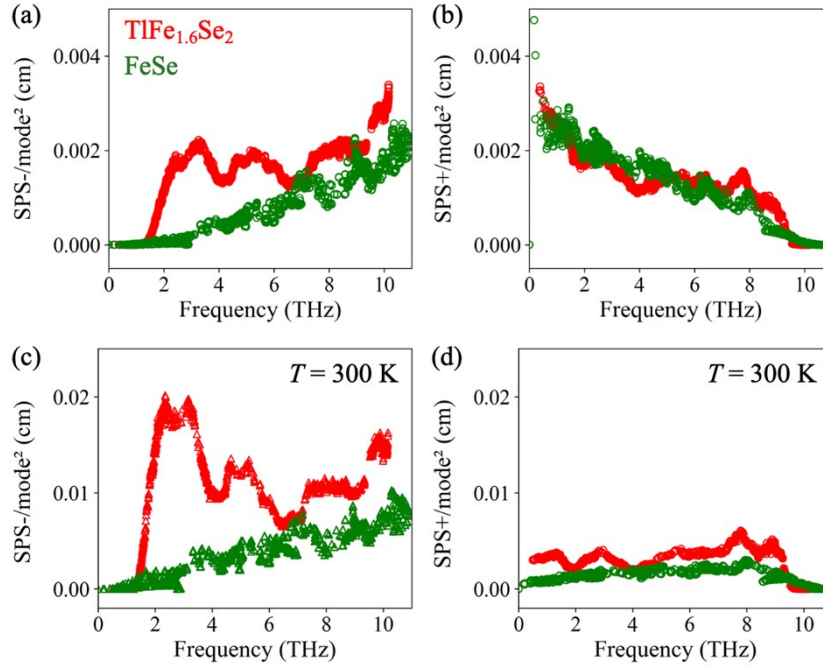 (a)
TlFe₁.₆Se₂
FeSe
SPS-/mode² (cm)
0.004
0.002
0.000
0 2 4 6 8 10
Frequency (THz)
(b)
SPS+/mode² (cm)
0.004
0.002
0.000
0 2 4 6 8 10
Frequency (THz)
(c)
T = 300 K
SPS-/mode² (cm)
0.02
0.01
0.00
0 2 4 6 8 10
Frequency (THz)
(d)
T = 300 K
SPS+/mode² (cm)
0.02
0.01
0.00
0 2 4 6 8 10
Frequency (THz)